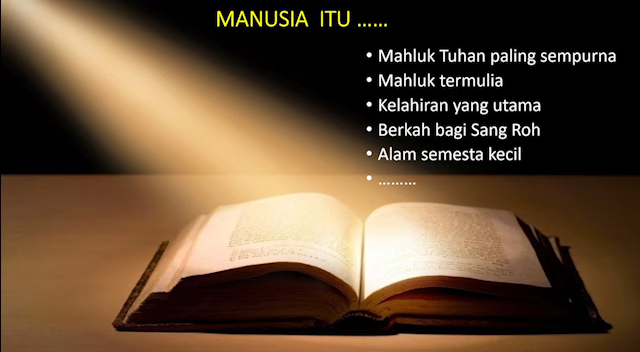 MANUSIA ITU ......
• Mahluk Tuhan paling sempurna
• Mahluk termulia
• Kelahiran yang utama
• Berkah bagi Sang Roh
• Alam semesta kecil
• .........